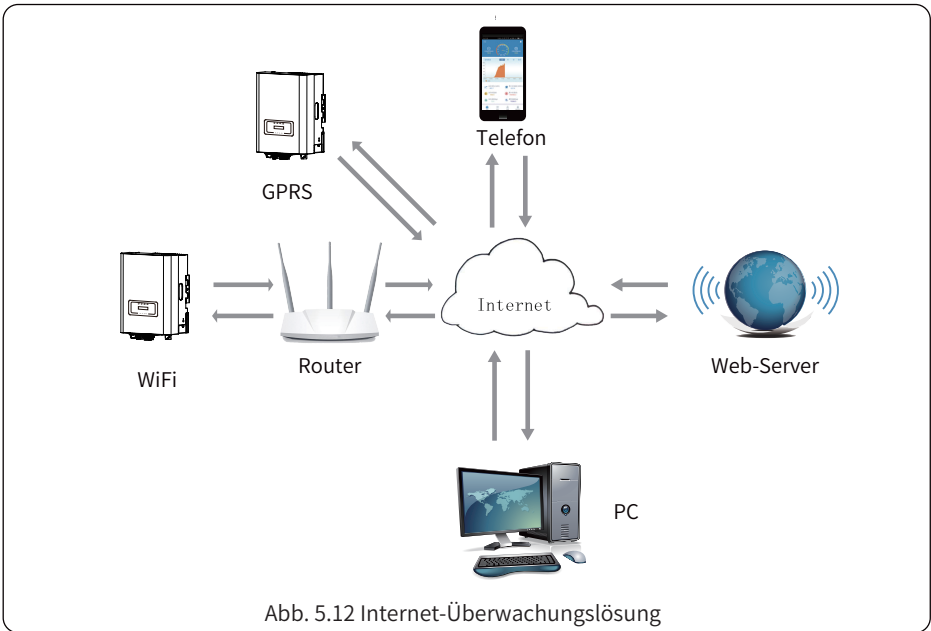 Telefon
GPRS
Internet
WiFi
Router
Web-Server
PC
Abb. 5.12 Internet-Überwachungslösung